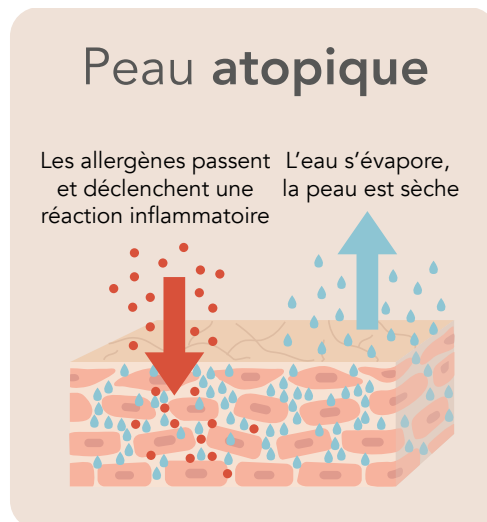 Peau atopique
Les allergènes passent
et déclenchent une
réaction inflammatoire
L’eau s’évapore,
la peau est sèche